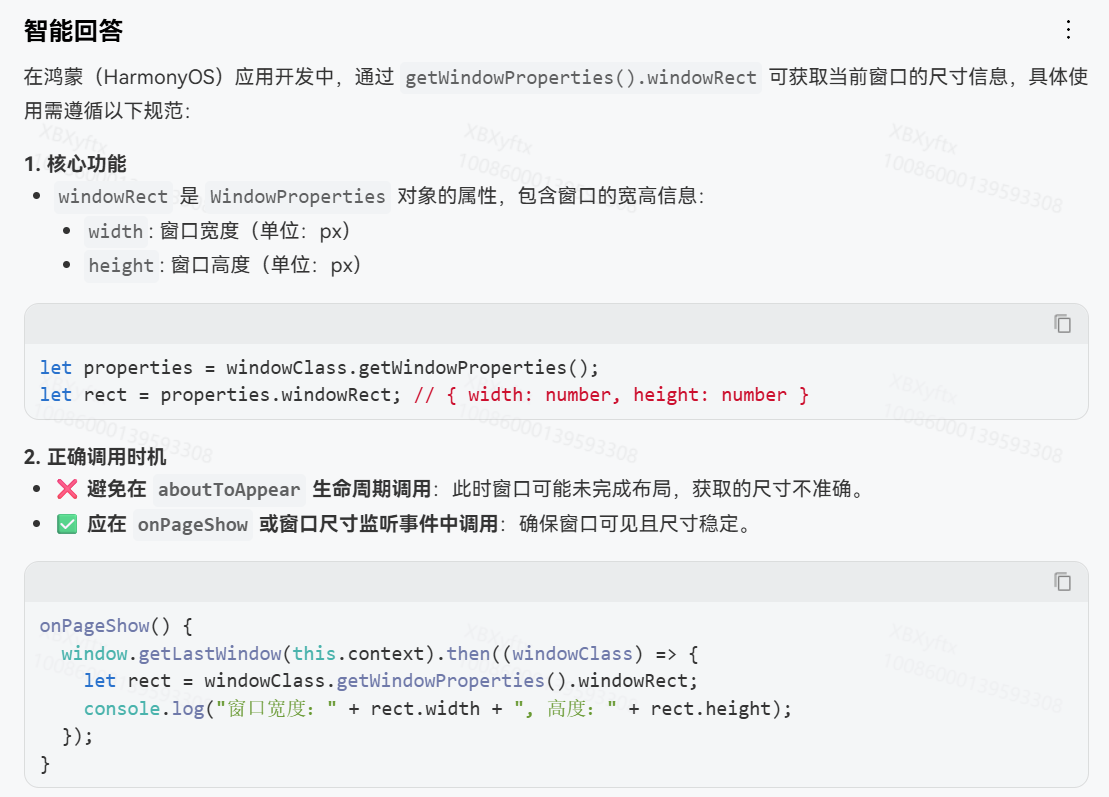 智能回答
在鸿蒙（HarmonyOS）应用开发中，通过 getWindowProperties().windowRect 可获取当前窗口的尺寸信息，具体使
用需遵循以下规范：
1. 核心功能
• windowRect 是 WindowProperties 对象的属性，包含窗口的宽高信息：
• width：窗口宽度（单位：px）
• height：窗口高度（单位：px）
let properties = windowClass.getWindowProperties();
let rect = properties.windowRect; // { width: number, height: number }
2. 正确调用时机
• ❌ 避免在 aboutToAppear 生命周期调用：此时窗口可能未完成布局，获取的尺寸不准确。
• ✅ 应在 onPageShow 或窗口尺寸监听事件中调用：确保窗口可见且尺寸稳定。
onPageShow() {
  window.getLastWindow(this.context).then((windowClass) => {
    let rect = windowClass.getWindowProperties().windowRect;
    console.log("窗口宽度：" + rect.width + ", 高度：" + rect.height);
  });
}
XBXyftx
1008600013959​3308